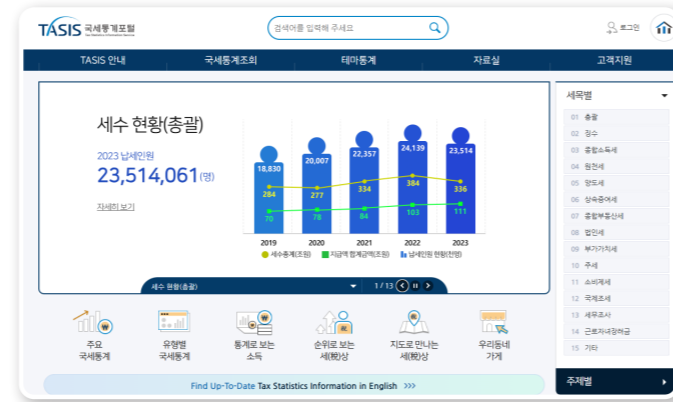 TASIS 국세통계포털
검색어를 입력해 주세요
로그인
TASIS 안내 국세통계조회 테마통계 자료실 고객지원
세수 현황(총괄)
2023 납세인원
23,514,061(명)
자세히 보기
18,830 20,007 22,357 24,139 23,514
284 277 334 384 336
70 78 84 103 111
2019 2020 2021 2022 2023
세수총계(조원) 지급액 합계금액(조원) 납세인원 현황(천명)
세수 현황(총괄) 1 / 13
주요 국세통계
유형별 국세통계
통계로 보는 소득
순위로 보는 세(稅)상
지도로 만나는 세(稅)상
우리동네 가게
Find Up-To-Date Tax Statistics Information in English >>>
세목별
01 총괄
02 징수
03 종합소득세
04 원천세
05 양도세
06 상속증여세
07 종합부동산세
08 법인세
09 부가가치세
10 주세
11 소비제세
12 국제조세
13 세무조사
14 근로자녀장려금
15 기타
주제별